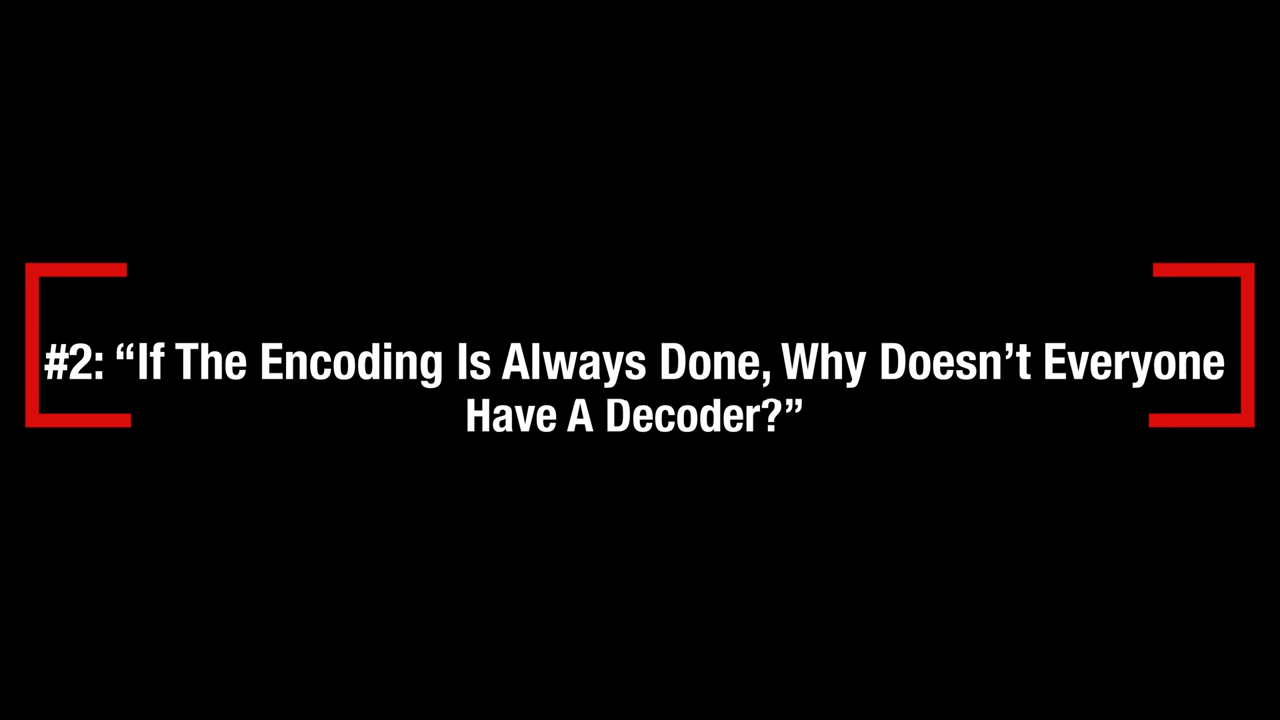 #2: “If The Encoding Is Always Done, Why Doesn’t Everyone
Have A Decoder?”